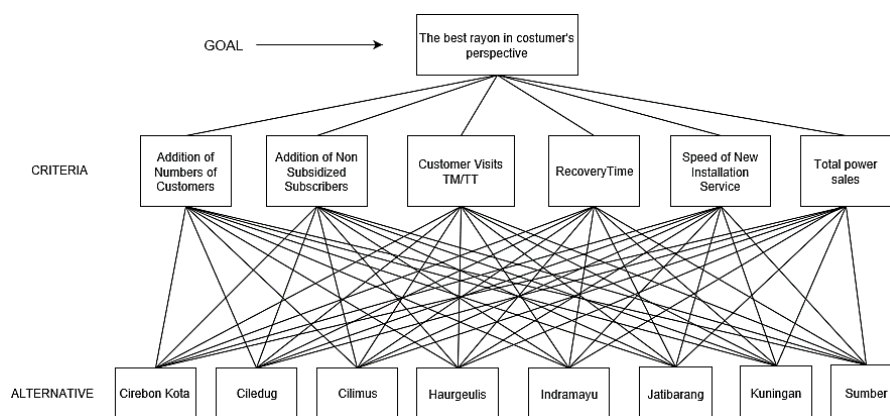 GOAL
The best rayon in costumer's
perspective
CRITERIA
Addition of
Numbers of
Customers
Addition of Non
Subsidized
Subscribers
Customer Visits
TM/TT
RecoveryTime
Speed of New
Installation
Service
Total power
sales
ALTERNATIVE
Cirebon Kota
Ciledug
Cilimus
Haurgeulis
Indramayu
Jatibarang
Kuningan
Sumber